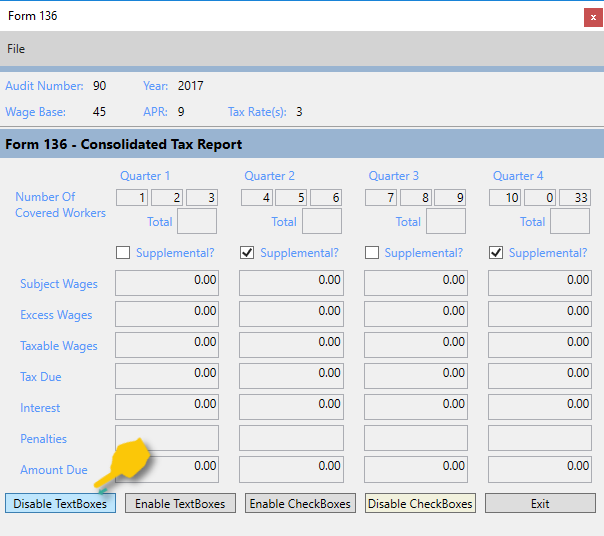 Form 136 x
File
Audit Number: 90 Year: 2017
Wage Base: 45 APR: 9 Tax Rate(s): 3
Form 136 - Consolidated Tax Report
Quarter 1 Quarter 2 Quarter 3 Quarter 4
Number Of Covered Workers 1 2 3 4 5 6 7 8 9 10 0 33
Total Total Total Total
Supplemental? Supplemental? Supplemental? Supplemental?
Subject Wages 0.00 0.00 0.00 0.00
Excess Wages 0.00 0.00 0.00 0.00
Taxable Wages 0.00 0.00 0.00 0.00
Tax Due 0.00 0.00 0.00 0.00
Interest 0.00 0.00 0.00 0.00
Penalties
Amount Due 0.00 0.00 0.00 0.00
Disable TextBoxes Enable TextBoxes Enable CheckBoxes Disable CheckBoxes Exit